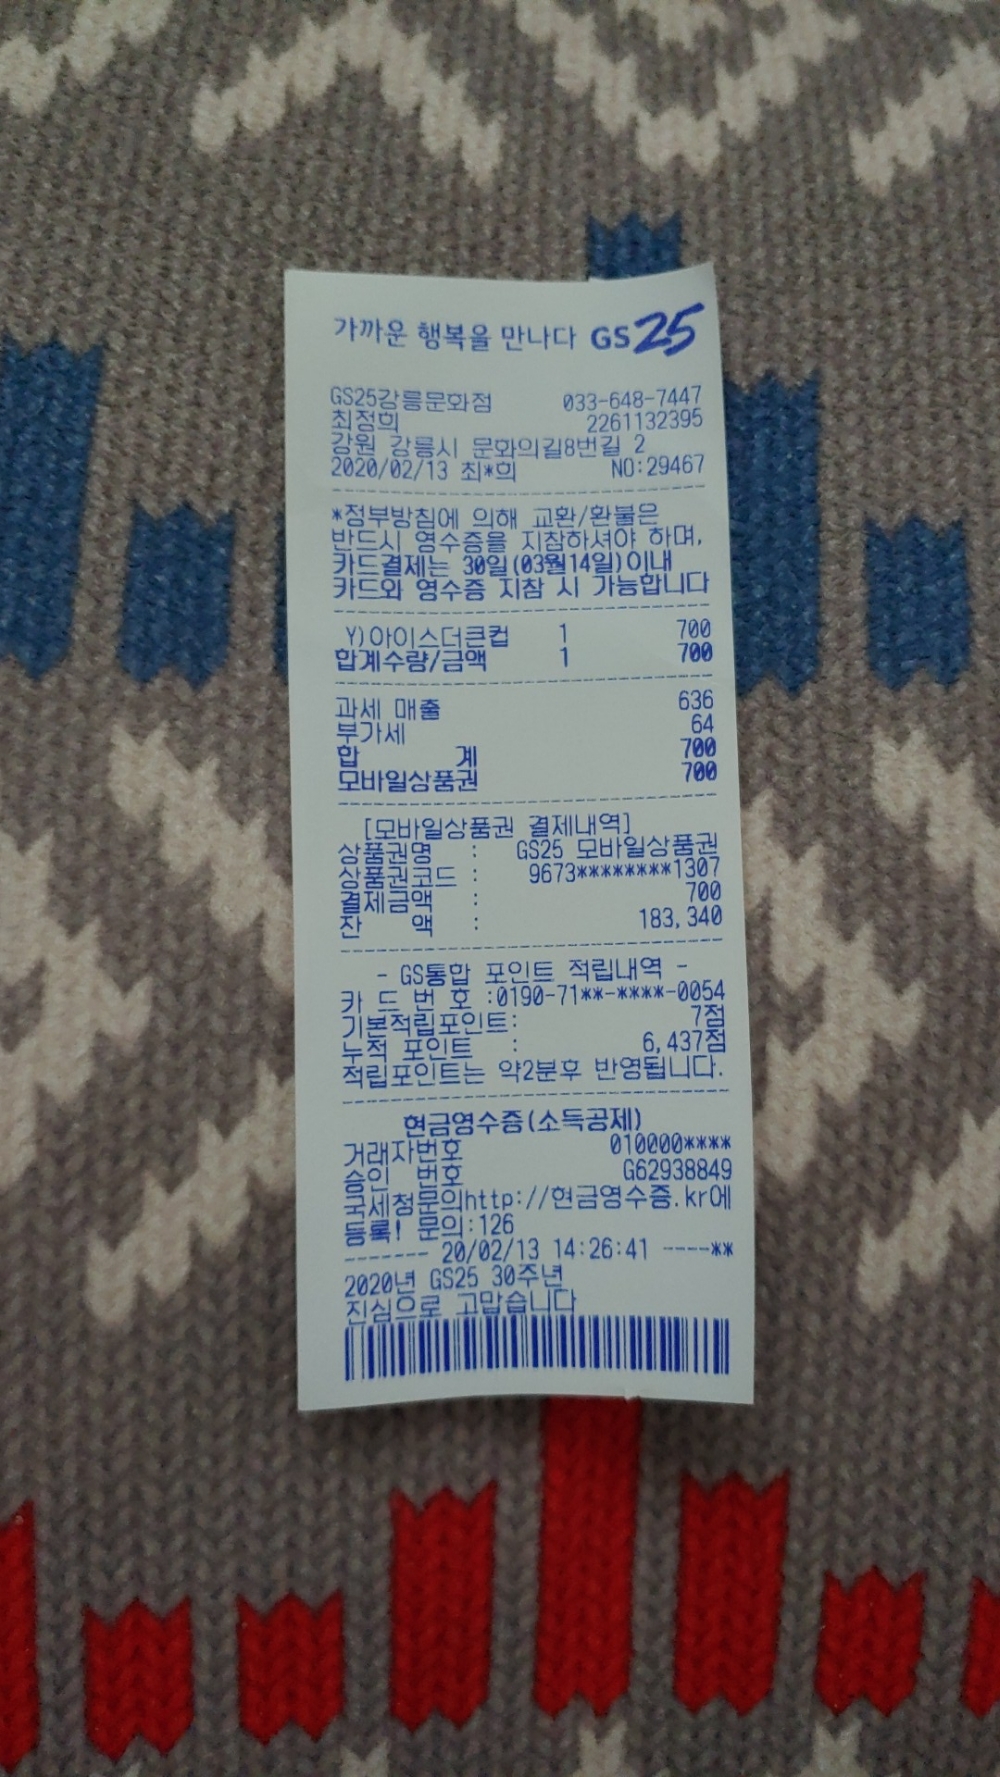 가까운 행복을 만나다 GS25
GS25강릉문화점 033-648-7447
최정희 2261132395
강원 강릉시 문화의길8번길 2
2020/02/13 최*희 NO:29467
*정부방침에 의해 교환/환불은
반드시 영수증을 지참하셔야 하며,
카드결제는 30일(03월14일)이내
카드와 영수증 지참 시 가능합니다
Y)아이스더큰컵 1 700
합계수량/금액 1 700
과세 매출 636
부가세 64
합 계 700
모바일상품권 700
[모바일상품권 결제내역]
상품권명 : GS25 모바일상품권
상품권코드 : 9673********1307
결제금액 : 700
잔 액 : 183,340
- GS통합 포인트 적립내역 -
카 드 번 호 :0190-71**-****-0054
기본적립포인트: 7점
누적 포인트 : 6,437점
적립포인트는 약2분후 반영됩니다.
현금영수증(소득공제)
거래자번호 010000****
승인 번호 G62938849
국세청문의http://현금영수증.kr에
등록! 문의:126
------- 20/02/13 14:26:41 ----**
2020년 GS25 30주년
진심으로 고맙습니다